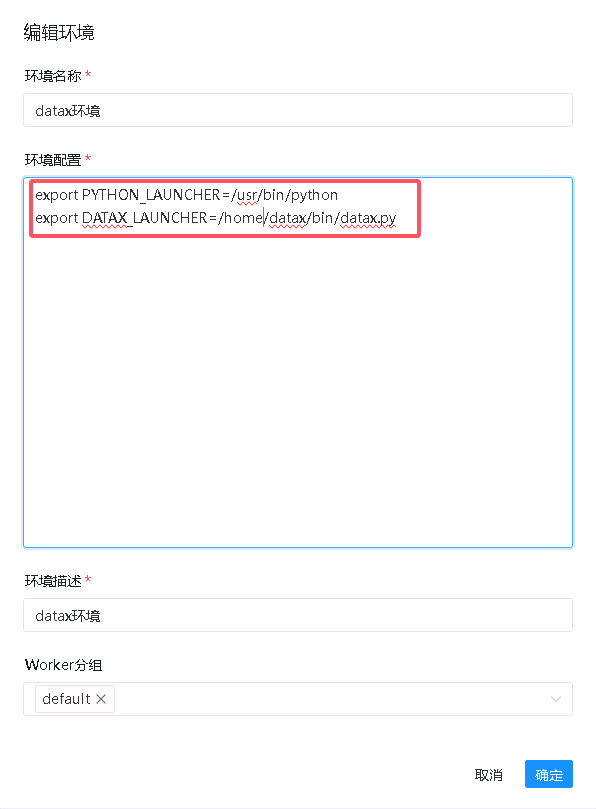 编辑环境
环境名称 *
datax环境
环境配置 *
export PYTHON_LAUNCHER=/usr/bin/python
export DATAX_LAUNCHER=/home/datax/bin/datax.py
环境描述 *
datax环境
Worker分组
default
取消 确定